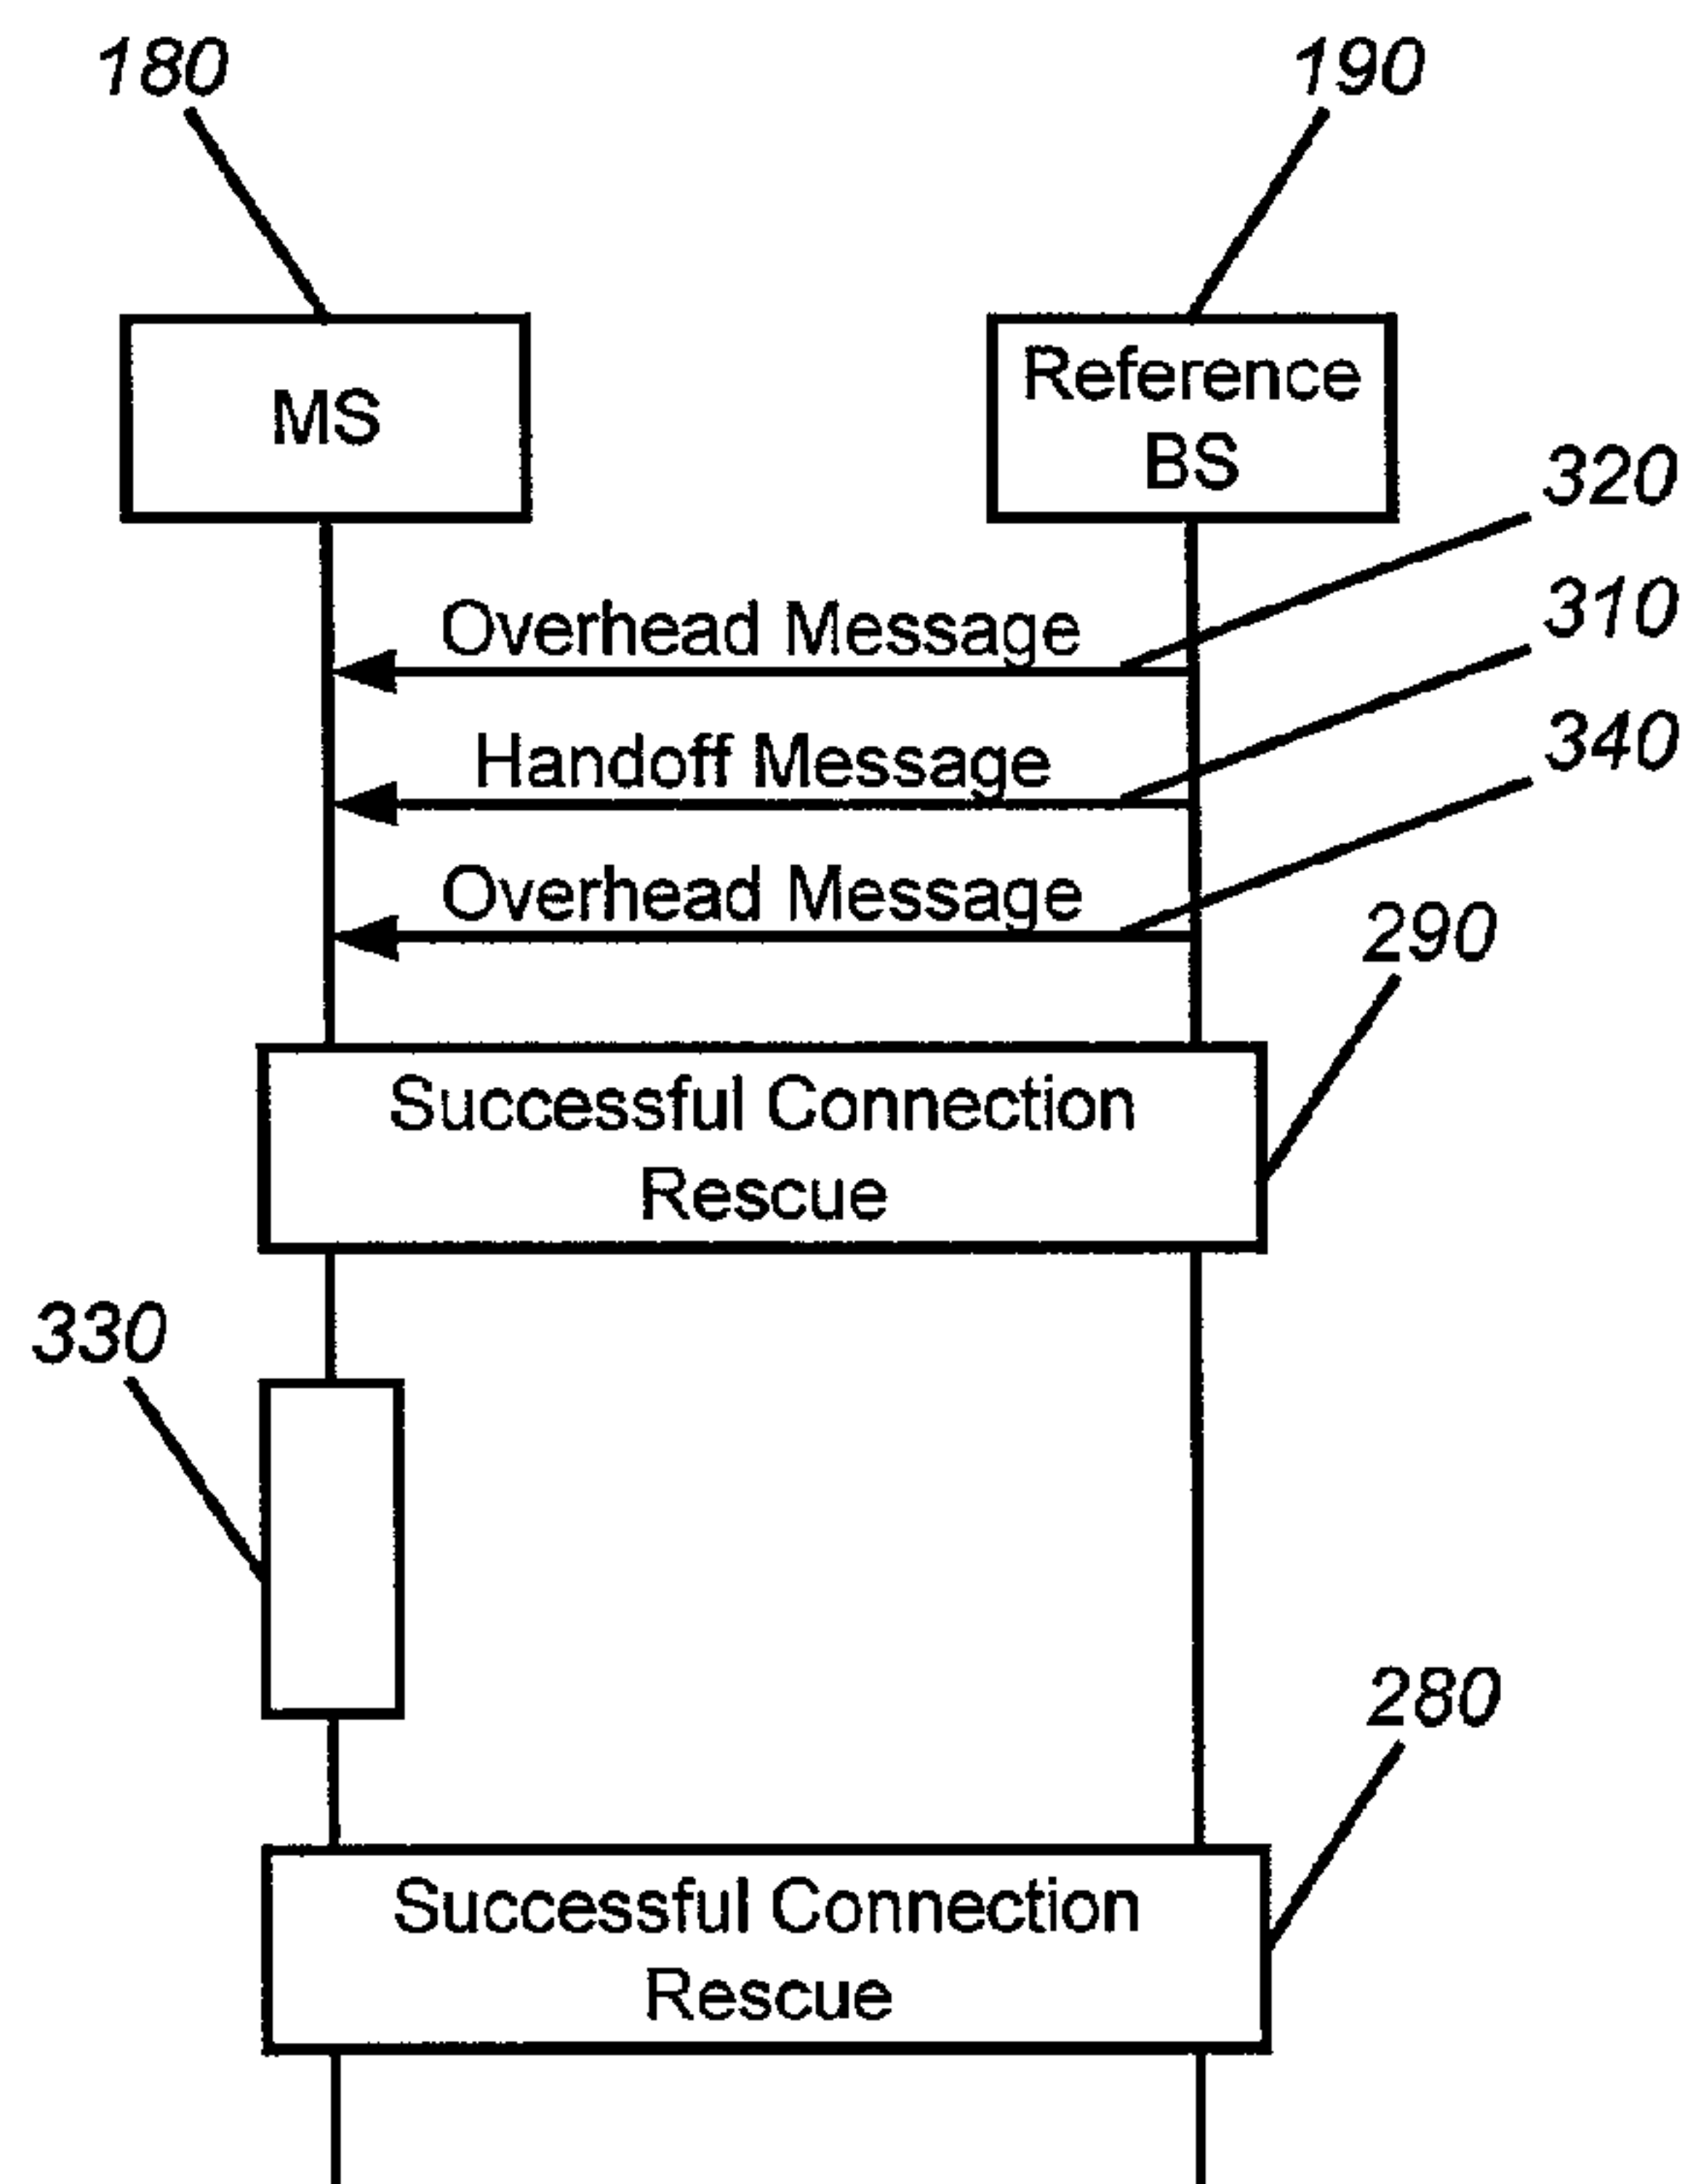 180
190
MS
Reference
BS
320
Overhead Message
310
Handoff Message
340
Overhead Message
290
Successful Connection
Rescue
330
280
Successful Connection
Rescue